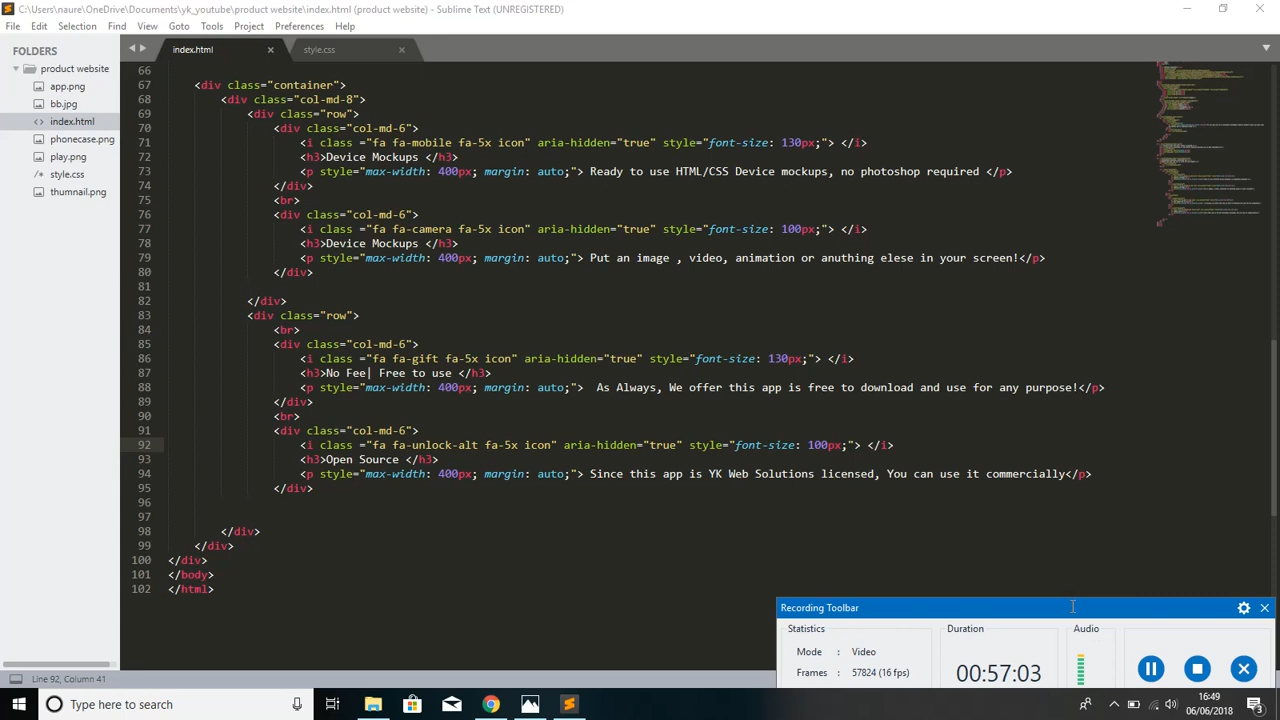 C:\Users\naure\OneDrive\Documents\yk_youtube\product website\index.html (product website) - Sublime Text (UNREGISTERED)
File Edit Selection Find View Goto Tools Project Preferences Help
FOLDERS
product website
app.png
bb.jpg
index.html
phonecase.png
play.png
style.css
thumnail.png
index.html style.css
66
67 <div class="container">
68 <div class="col-md-8">
69 <div class="row">
70 <div class="col-md-6">
71 <i class ="fa fa-mobile fa-5x icon" aria-hidden="true" style="font-size: 130px;"> </i>
72 <h3>Device Mockups </h3>
73 <p style="max-width: 400px; margin: auto;"> Ready to use HTML/CSS Device mockups, no photoshop required </p>
74 </div>
75 <br>
76 <div class="col-md-6">
77 <i class ="fa fa-camera fa-5x icon" aria-hidden="true" style="font-size: 100px;"> </i>
78 <h3>Device Mockups </h3>
79 <p style="max-width: 400px; margin: auto;"> Put an image , video, animation or anuthing elese in your screen!</p>
80 </div>
81
82 </div>
83 <div class="row">
84 <br>
85 <div class="col-md-6">
86 <i class ="fa fa-gift fa-5x icon" aria-hidden="true" style="font-size: 130px;"> </i>
87 <h3>No Fee| Free to use </h3>
88 <p style="max-width: 400px; margin: auto;">  As Always, We offer this app is free to download and use for any purpose!</p>
89 </div>
90 <br>
91 <div class="col-md-6">
92 <i class ="fa fa-unlock-alt fa-5x icon" aria-hidden="true" style="font-size: 100px;"> </i>
93 <h3>Open Source </h3>
94 <p style="max-width: 400px; margin: auto;"> Since this app is YK Web Solutions licensed, You can use it commercially</p>
95 </div>
96
97
98 </div>
99 </div>
100 </div>
101 </body>
102 </html>
Recording Toolbar
Statistics Duration Audio
Mode : Video
Frames : 57824 (16 fps)
00:57:03
Line 92, Column 41
Type here to search
16:49
06/06/2018
3